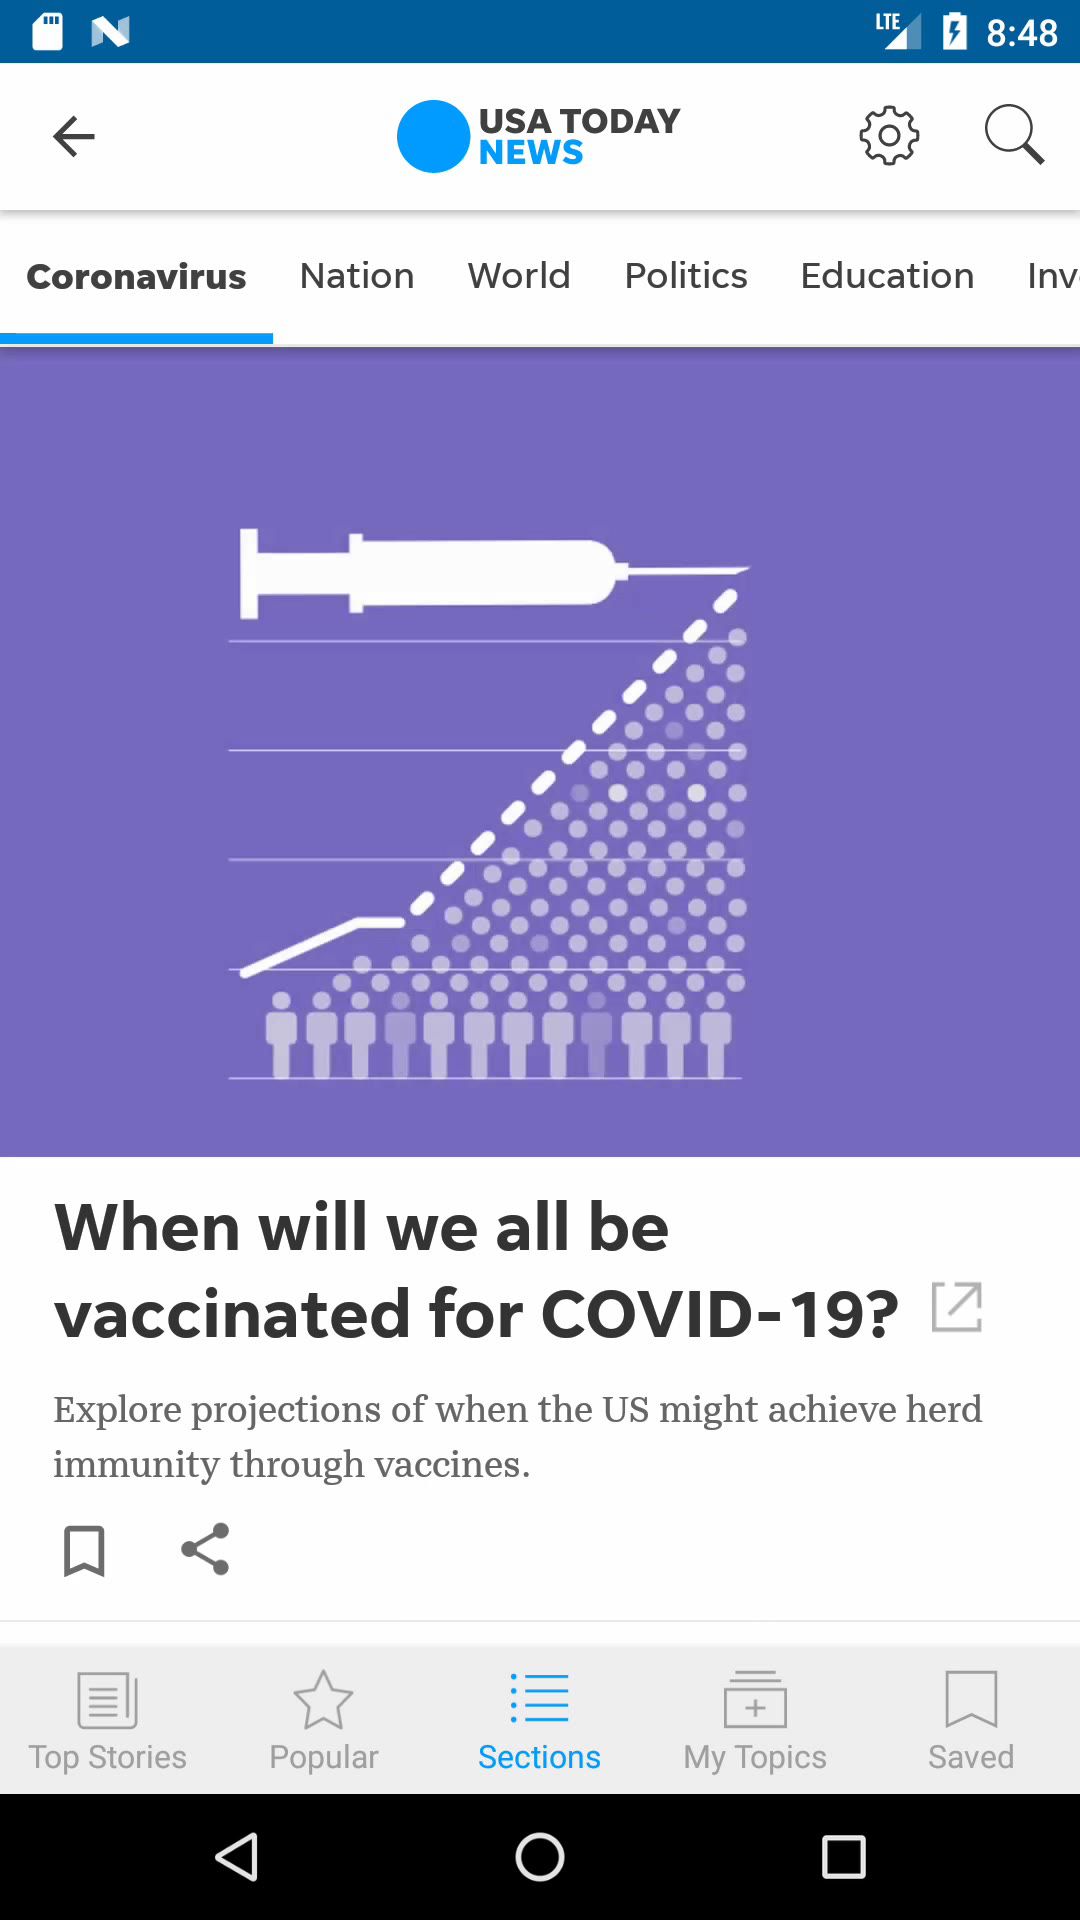 LTE 8:48
USA TODAY
NEWS
Coronavirus Nation World Politics Education Inv
When will we all be
vaccinated for COVID-19?
Explore projections of when the US might achieve herd
immunity through vaccines.
Top Stories Popular Sections My Topics Saved